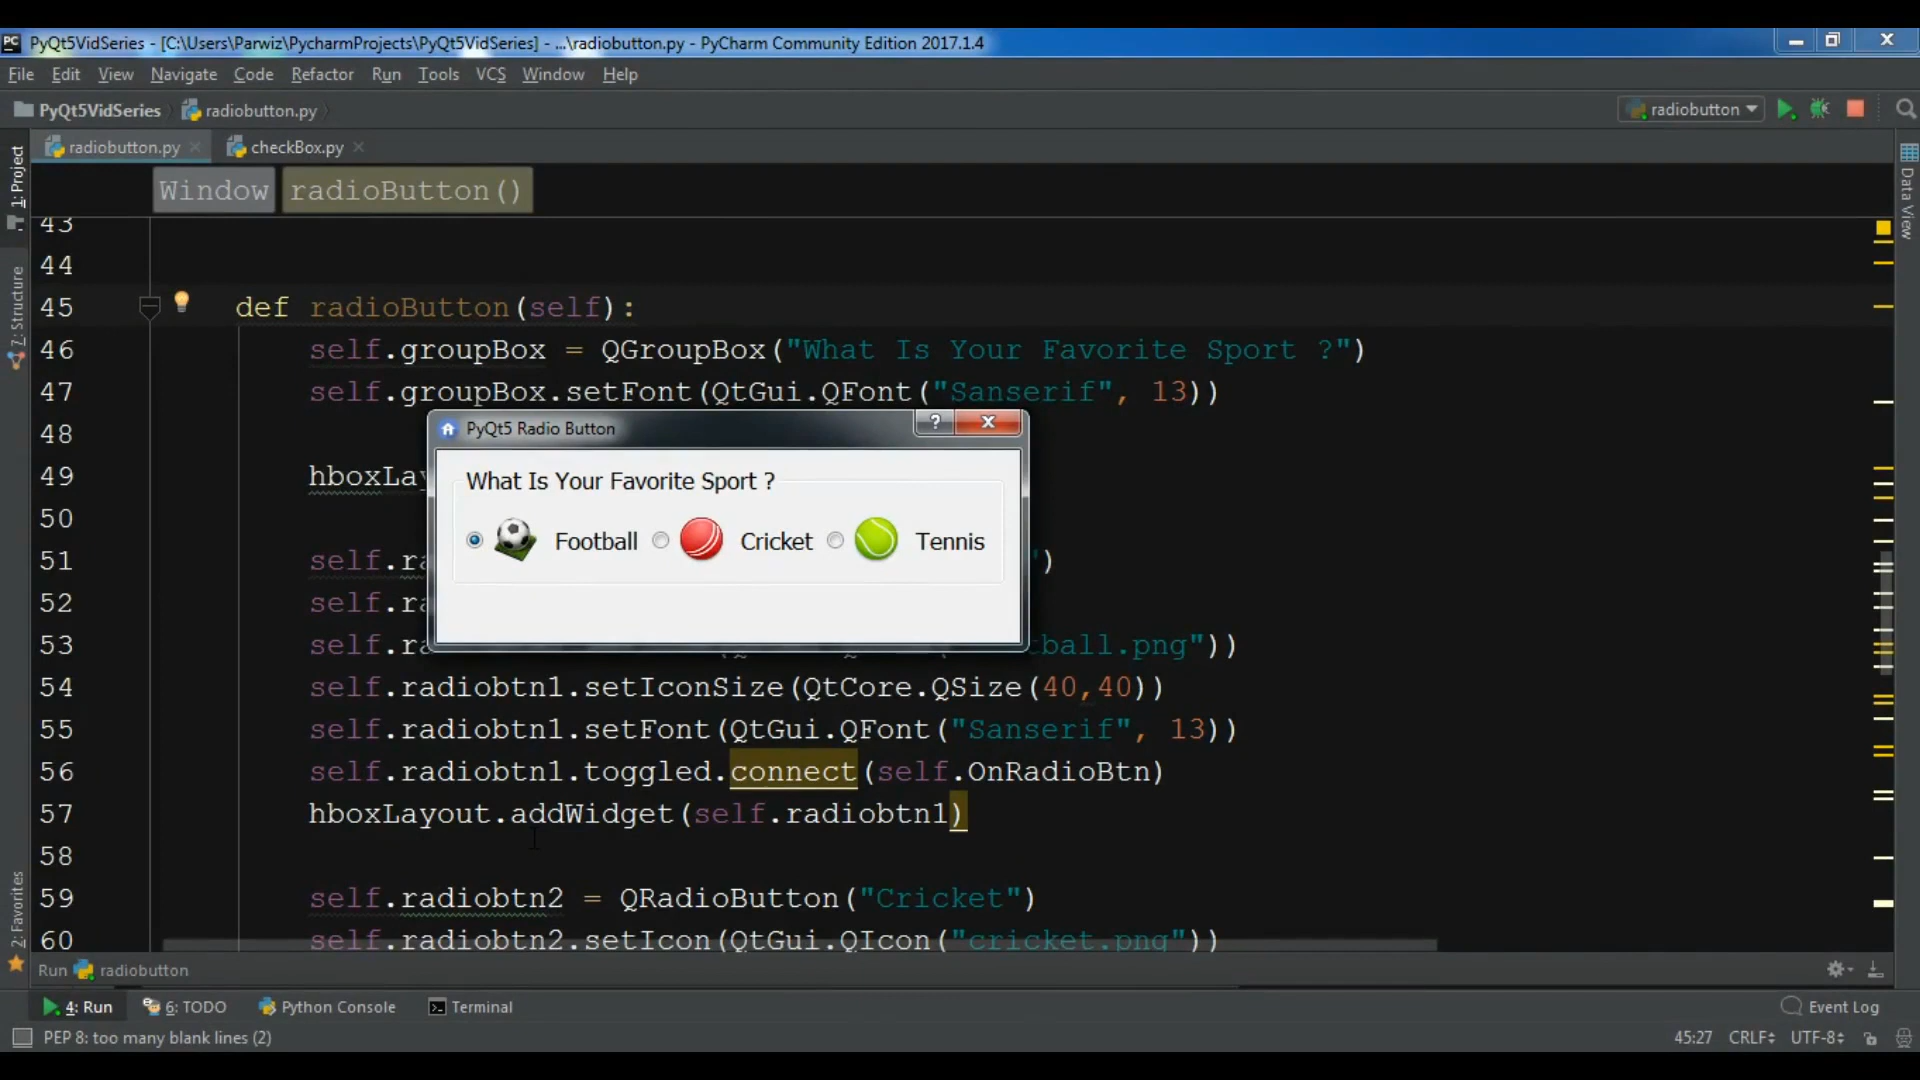 PyQt5VidSeries - [C:\Users\Parwiz\PycharmProjects\PyQt5VidSeries] - ...\radiobutton.py - PyCharm Community Edition 2017.1.4
File Edit View Navigate Code Refactor Run Tools VCS Window Help
PyQt5VidSeries radiobutton.py radiobutton
radiobutton.py checkBox.py
Window radioButton()
1: Project
7: Structure
2: Favorites
Data View
43
44
45 def radioButton(self):
46 self.groupBox = QGroupBox("What Is Your Favorite Sport ?")
47 self.groupBox.setFont(QtGui.QFont("Sanserif", 13))
48
49 hboxLay
50
51 self.ra ")
52 self.ra
53 self.ra tball.png"))
54 self.radiobtn1.setIconSize(QtCore.QSize(40,40))
55 self.radiobtn1.setFont(QtGui.QFont("Sanserif", 13))
56 self.radiobtn1.toggled.connect(self.OnRadioBtn)
57 hboxLayout.addWidget(self.radiobtn1)
58
59 self.radiobtn2 = QRadioButton("Cricket")
60 self.radiobtn2.setIcon(QtGui.QIcon("cricket.png"))
PyQt5 Radio Button
?
What Is Your Favorite Sport ?
Football Cricket Tennis
Run radiobutton
4: Run 6: TODO Python Console Terminal Event Log
PEP 8: too many blank lines (2) 45:27 CRLF UTF-8